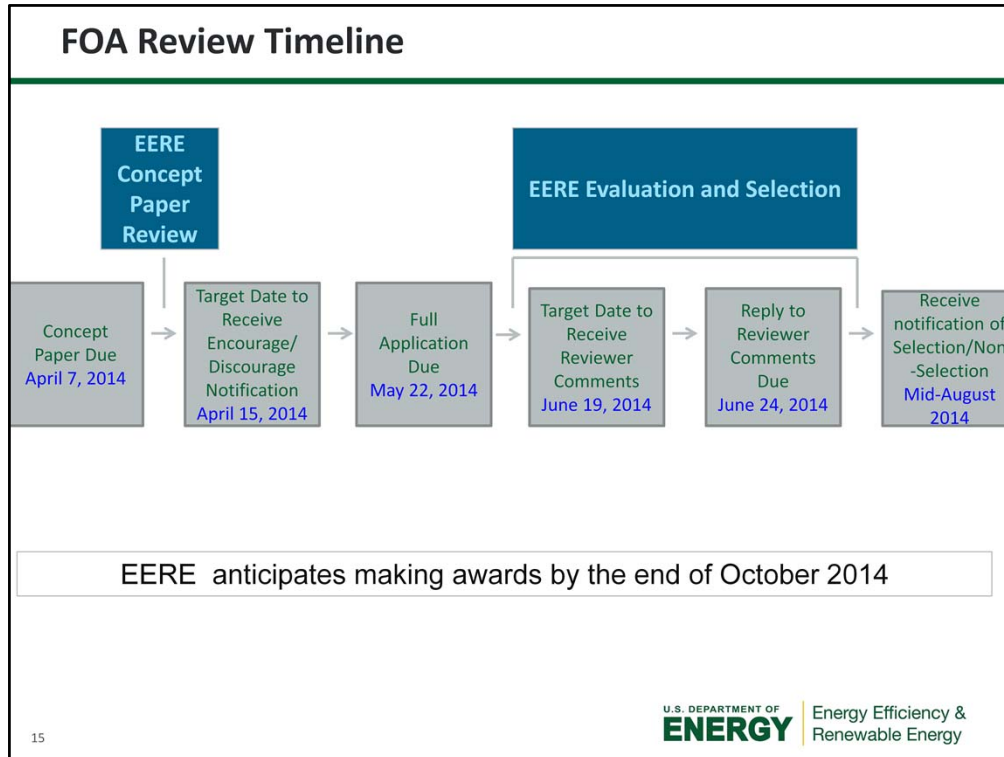 FOA Review Timeline
EERE
Concept
Paper
Review
EERE Evaluation and Selection
Concept
Paper Due
April 7, 2014
Target Date to
Receive
Encourage/
Discourage
Notification
April 15, 2014
Full
Application
Due
May 22, 2014
Target Date to
Receive
Reviewer
Comments
June 19, 2014
Reply to
Reviewer
Comments
Due
June 24, 2014
Receive
notification of
Selection/Non
-Selection
Mid-August
2014
EERE  anticipates making awards by the end of October 2014
15
U.S. DEPARTMENT OF
ENERGY
Energy Efficiency &
Renewable Energy